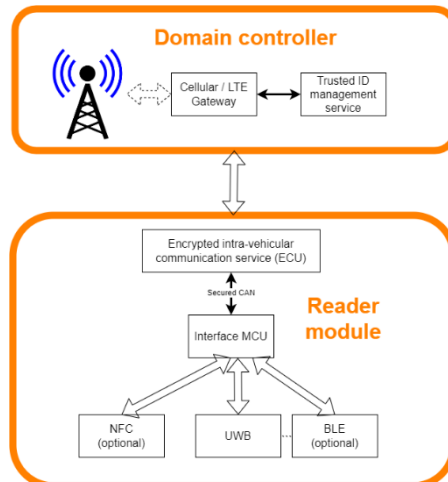 Domain controller
Cellular / LTE
Gateway
Trusted ID
management
service
Encrypted intra-vehicular
communication service (ECU)
Secured CAN
Interface MCU
Reader
module
NFC
(optional)
UWB
BLE
(optional)